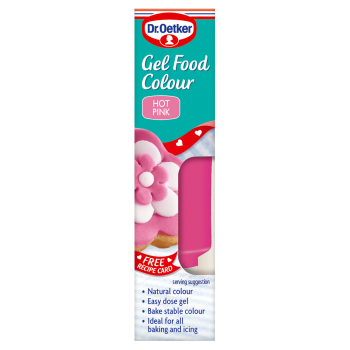 Dr.Oetker
Gel Food
Colour
HOT
PINK
FREE
RECIPE CARD
serving suggestion
• Natural colour
• Easy dose gel
• Bake stable colour
• Ideal for all
baking and icing